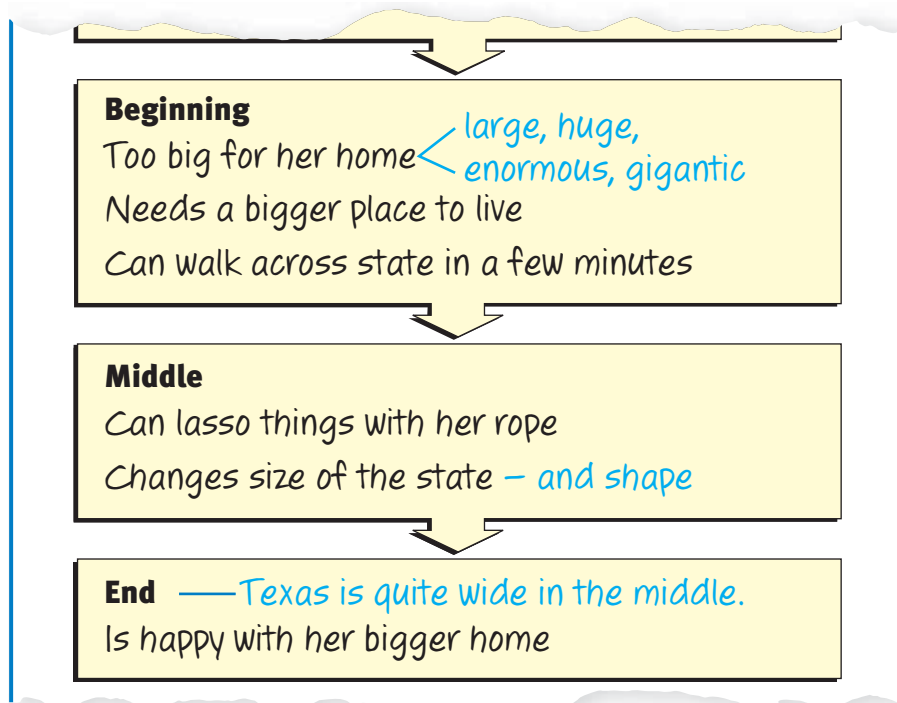 Beginning
Too big for her home
large, huge,
enormous, gigantic
Needs a bigger place to live
Can walk across state in a few minutes
Middle
Can lasso things with her rope
Changes size of the state – and shape
End — Texas is quite wide in the middle.
Is happy with her bigger home